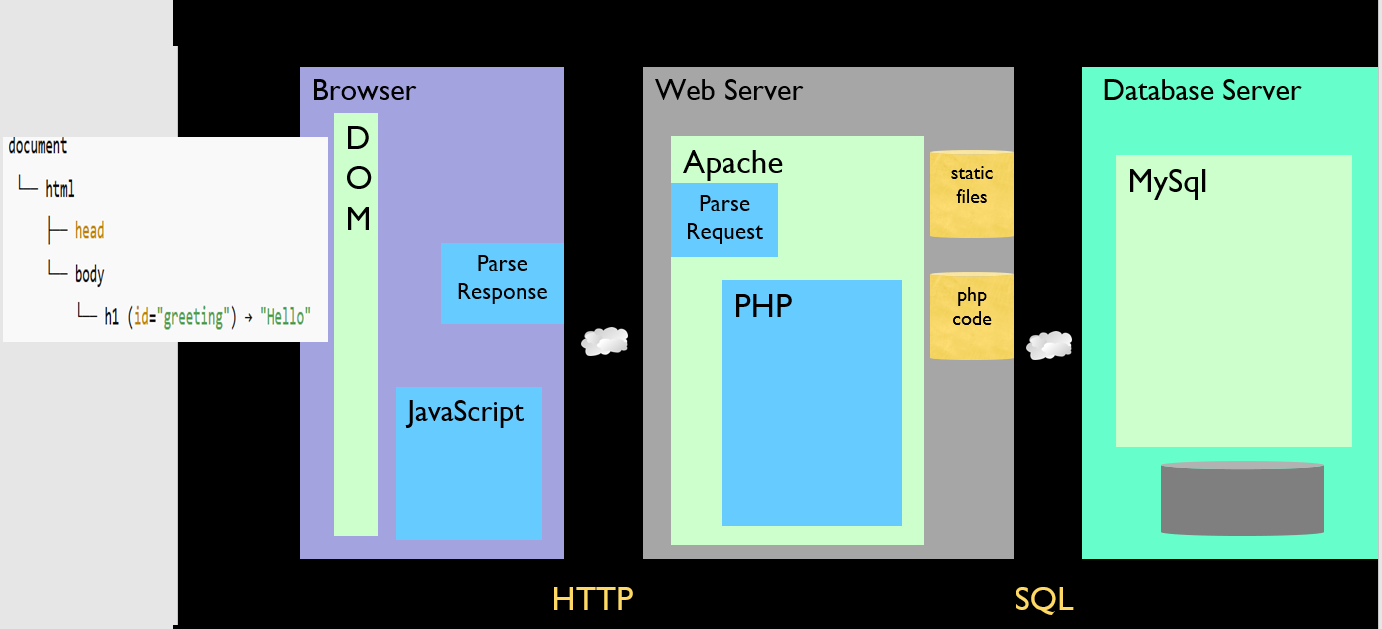 document
└─ html
├─ head
└─ body
└─ h1 (id="greeting") → "Hello"
Browser
D
O
M
Parse
Response
JavaScript
Web Server
Apache
Parse
Request
PHP
static
files
php
code
Database Server
MySql
HTTP
SQL